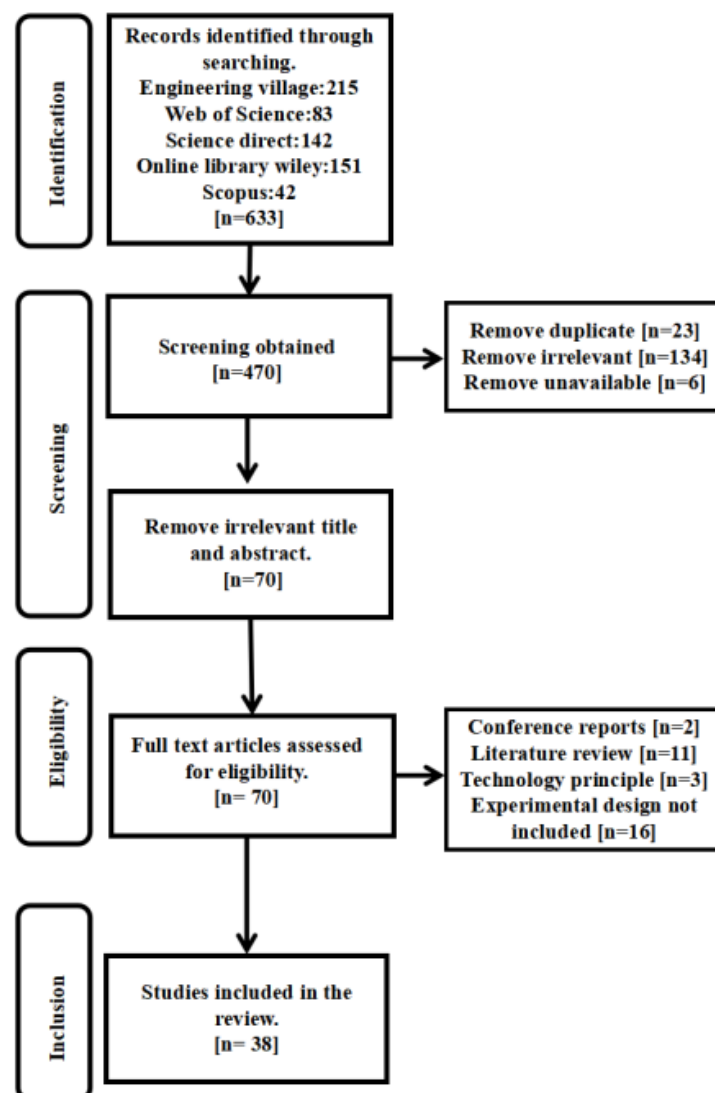 Identification
Records identified through
searching.
Engineering village:215
Web of Science:83
Science direct:142
Online library wiley:151
Scopus:42
[n=633]
Screening
Screening obtained
[n=470]
Remove duplicate [n=23]
Remove irrelevant [n=134]
Remove unavailable [n=6]
Remove irrelevant title
and abstract.
[n=70]
Eligibility
Full text articles assessed
for eligibility.
[n= 70]
Conference reports [n=2]
Literature review [n=11]
Technology principle [n=3]
Experimental design not
included [n=16]
Inclusion
Studies included in the
review.
[n= 38]